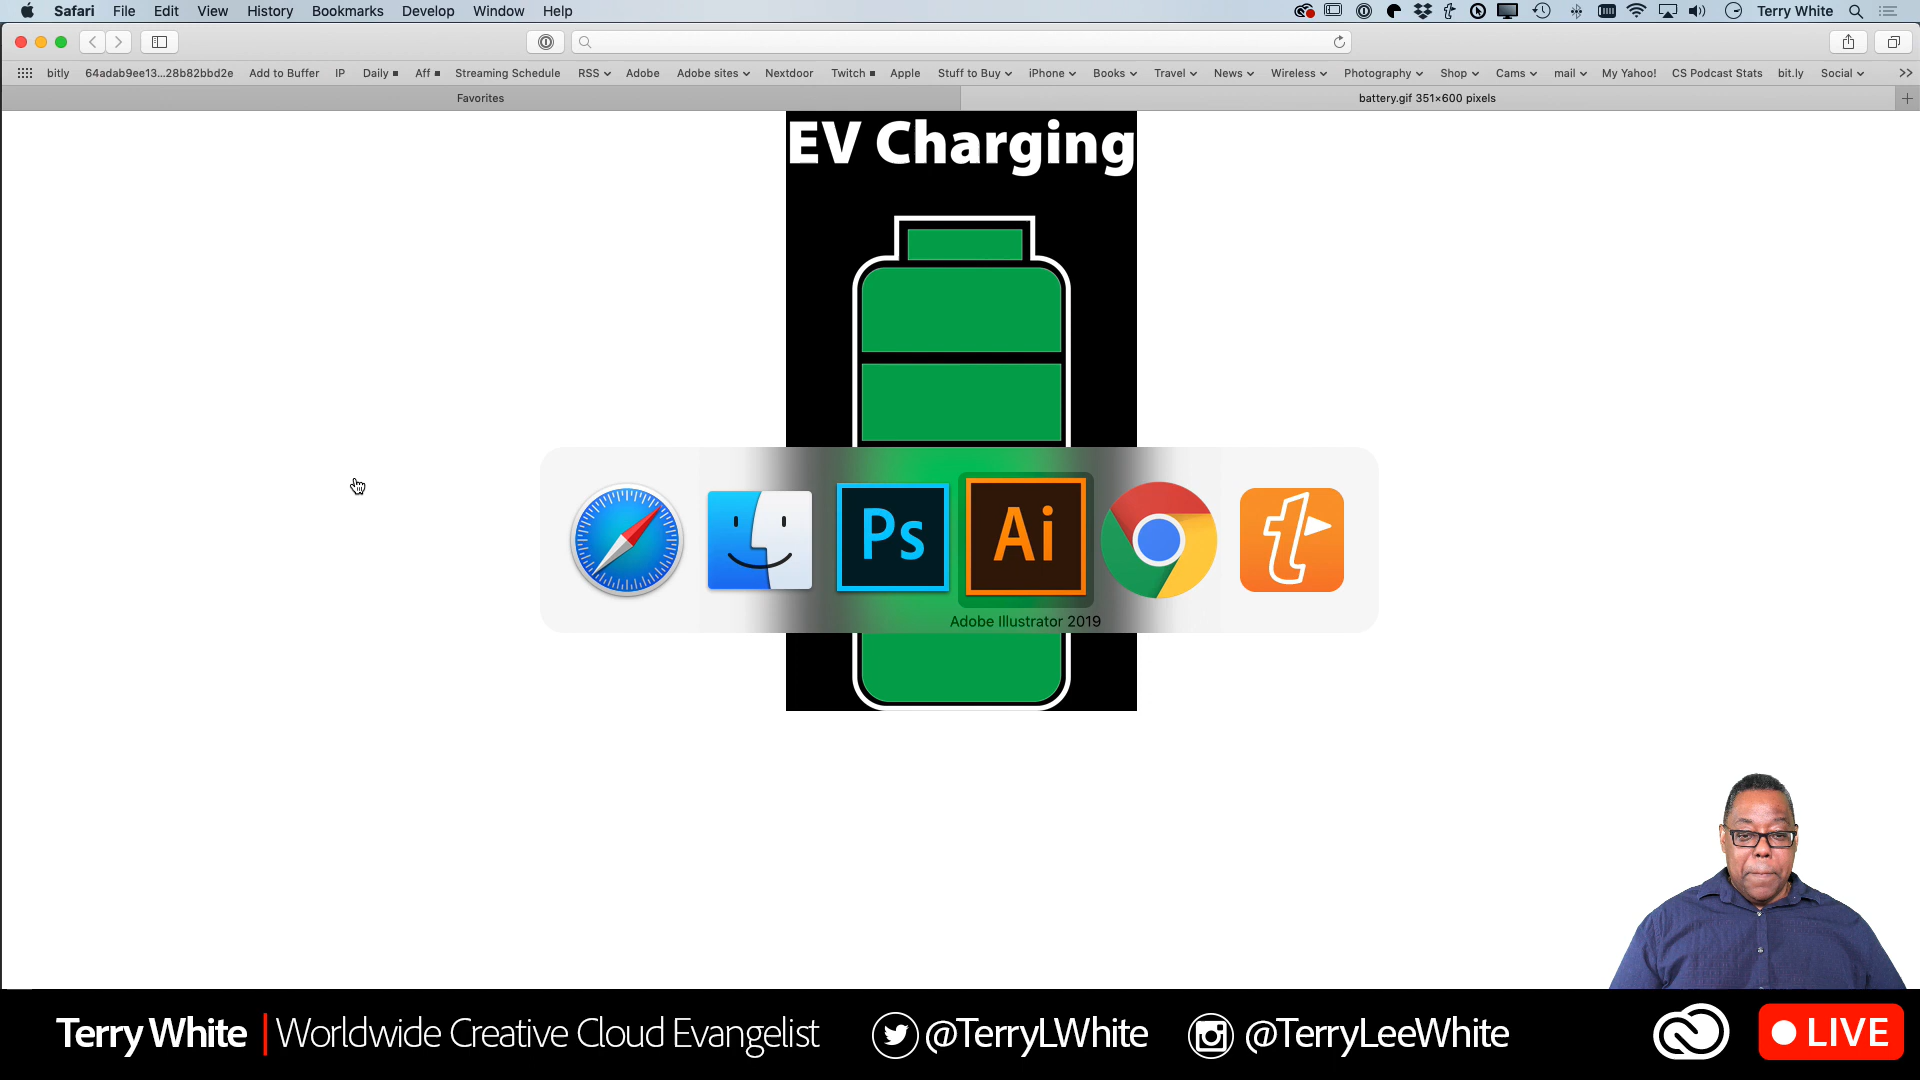 Safari File Edit View History Bookmarks Develop Window Help Terry White
bitly 64adab9ee13...28b82bbd2e Add to Buffer IP Daily Aff Streaming Schedule RSS Adobe Adobe sites Nextdoor Twitch Apple Stuff to Buy iPhone Books Travel News Wireless Photography Shop Cams mail My Yahoo! CS Podcast Stats bit.ly Social
Favorites battery.gif 351×600 pixels
EV Charging
Ps Ai t
Adobe Illustrator 2019
Terry White | Worldwide Creative Cloud Evangelist @TerryLWhite @TerryLeeWhite LIVE